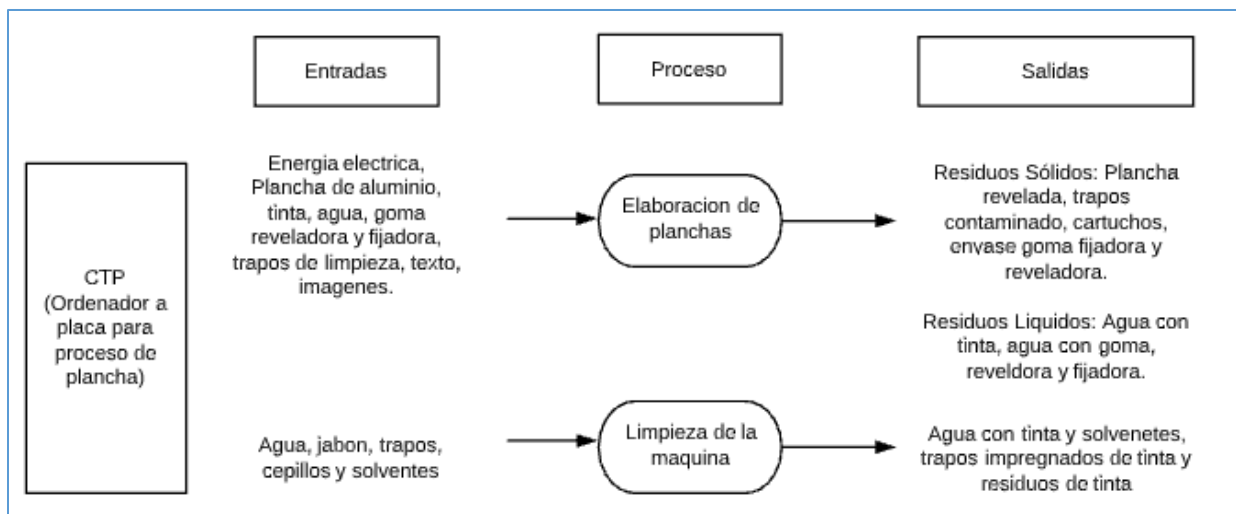 Entradas
Proceso
Salidas
CTP
(Ordenador a
placa para
proceso de
plancha)
Energia electrica,
Plancha de aluminio,
tinta, agua, goma
reveladora y fijadora,
trapos de limpieza, texto,
imagenes.
Elaboracion de
planchas
Residuos Sólidos: Plancha
revelada, trapos
contaminado, cartuchos,
envase goma fijadora y
reveladora.
Residuos Liquidos: Agua con
tinta, agua con goma,
reveldora y fijadora.
Agua, jabon, trapos,
cepillos y solventes
Limpieza de la
maquina
Agua con tinta y solvenetes,
trapos impregnados de tinta y
residuos de tinta